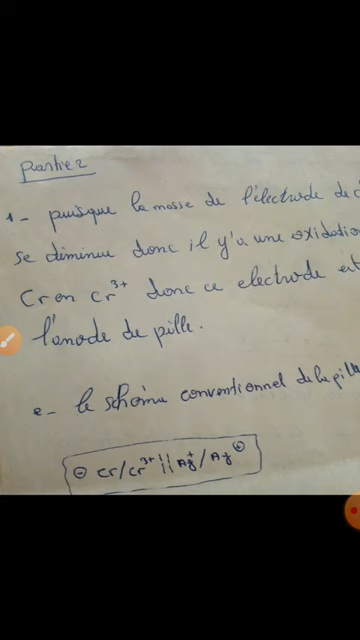 Partie 2
1 - puisque la masse de l'électrode de
se diminue donc il y'a une oxidation
Cr en Cr³⁺ donc ce electrode est
l'anode de pille.
2 - le schéma conventionnel de la pille
⊖ Cr/Cr³⁺ || Ag⁺/Ag ⊕